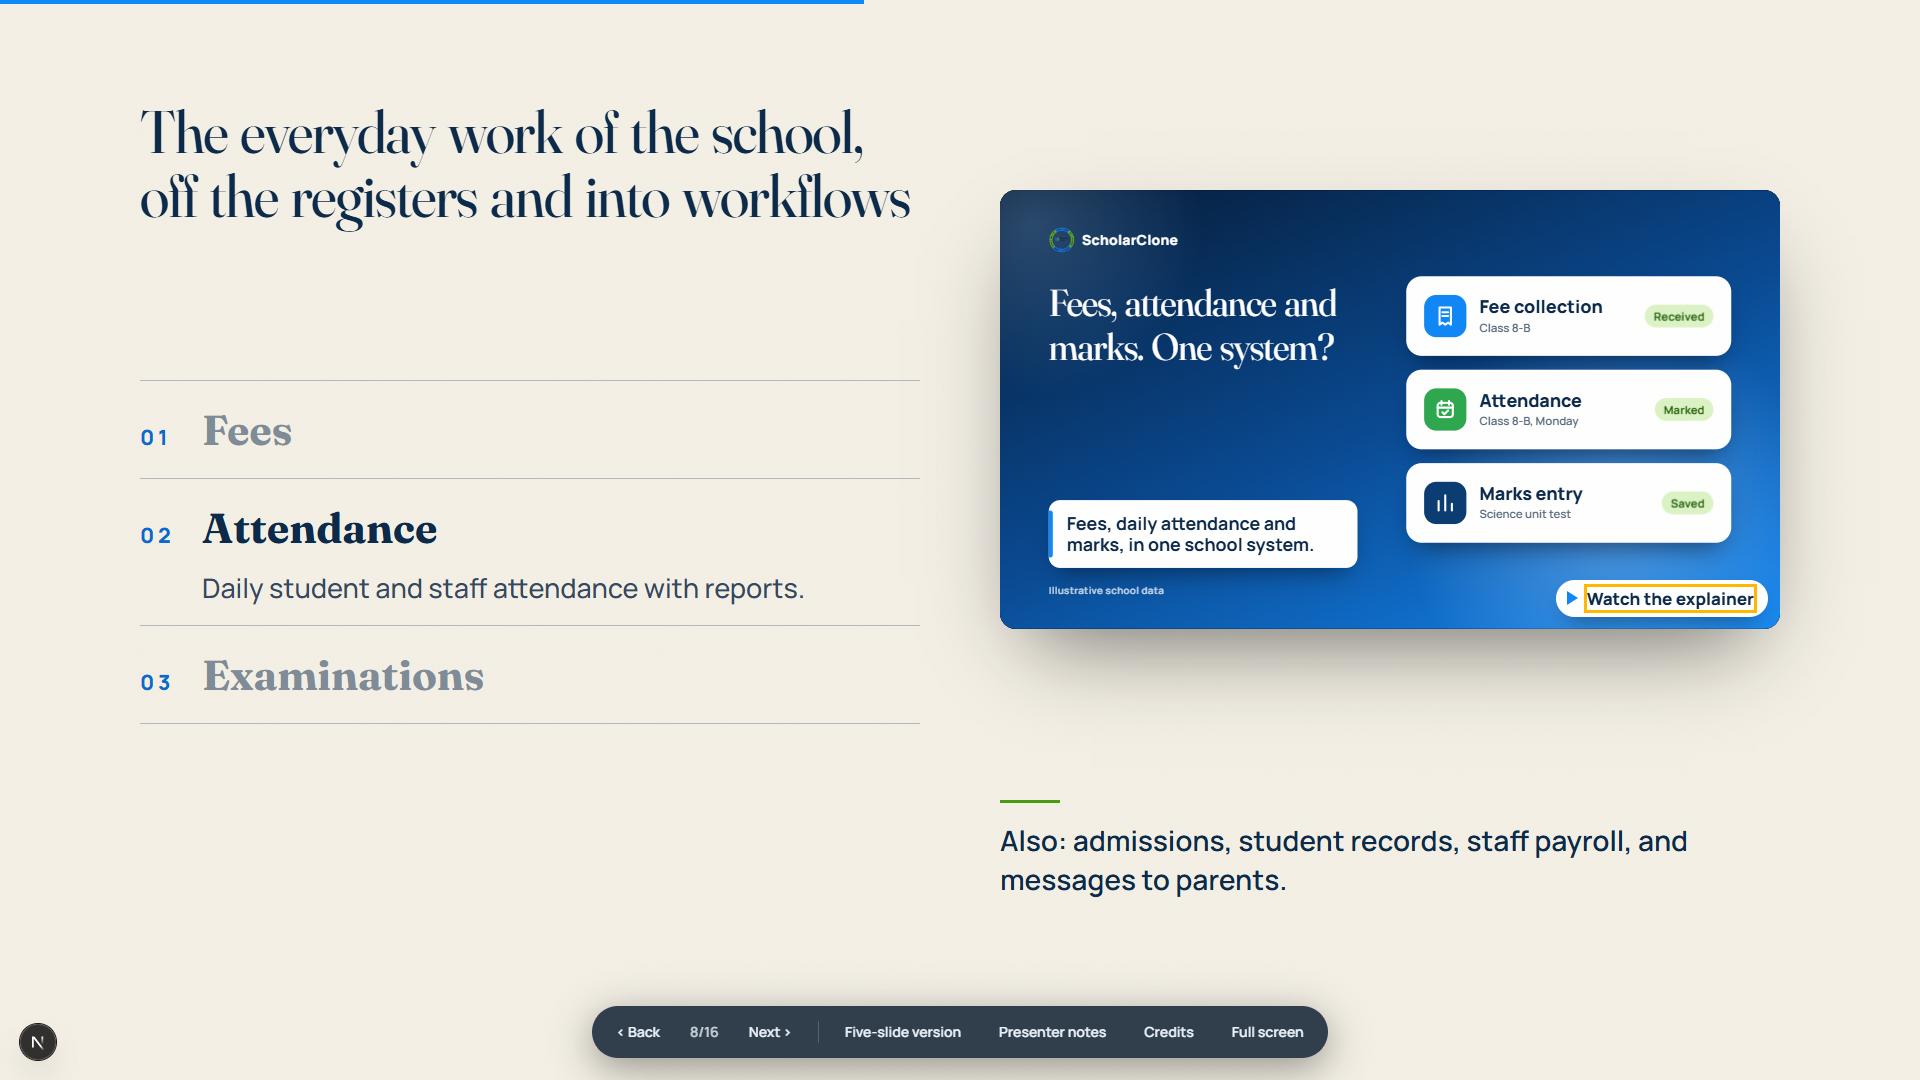 The everyday work of the school,
off the registers and into workflows
01 Fees
02 Attendance
Daily student and staff attendance with reports.
03 Examinations
ScholarClone
Fees, attendance and
marks. One system?
Fees, daily attendance and
marks, in one school system.
Illustrative school data
Fee collection
Class 8-B
Received
Attendance
Class 8-B, Monday
Marked
Marks entry
Science unit test
Saved
Watch the explainer
Also: admissions, student records, staff payroll, and
messages to parents.
N
‹ Back 8/16 Next › Five-slide version Presenter notes Credits Full screen